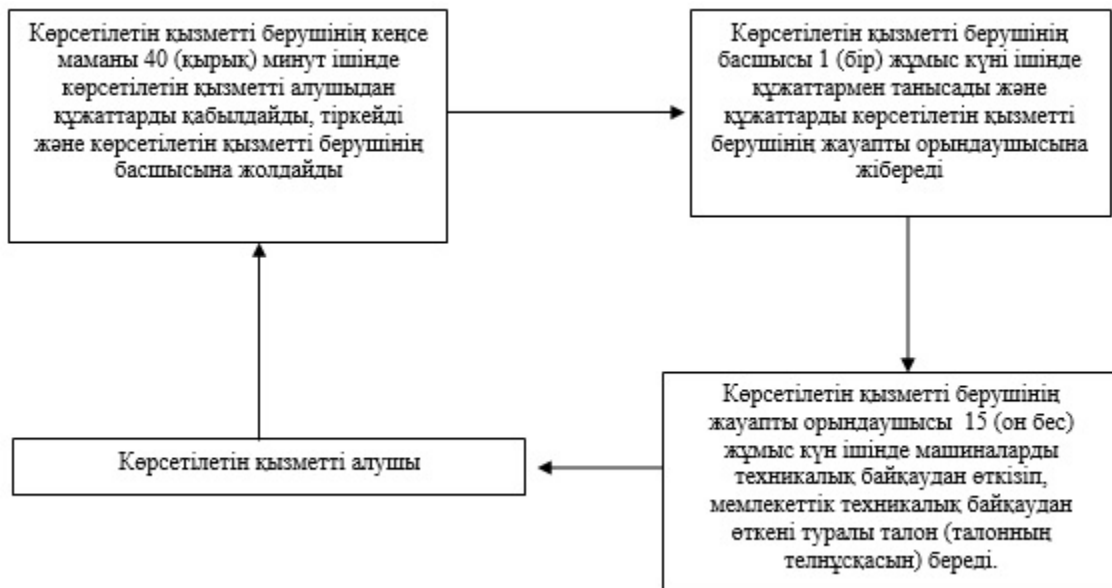 Көрсетілетін қызметті берушінің кеңсе
маманы 40 (қырық) минут ішінде
көрсетілетін қызметті алушыдан
құжаттарды қабылдайды, тіркейді
және көрсетілетін қызметті берушінің
басшысына жолдайды
Көрсетілетін қызметті берушінің
басшысы 1 (бір) жұмыс күні ішінде
құжаттармен танысады және
құжаттарды көрсетілетін қызметті
берушінің жауапты орындаушысына
жібереді
Көрсетілетін қызметті берушінің
жауапты орындаушысы 15 (он бес)
жұмыс күн ішінде машиналарды
техникалық байқаудан өткізіп,
мемлекеттік техникалық байқаудан
өткені туралы талон (талонның
телнұсқасын) береді.
Көрсетілетін қызметті алушы